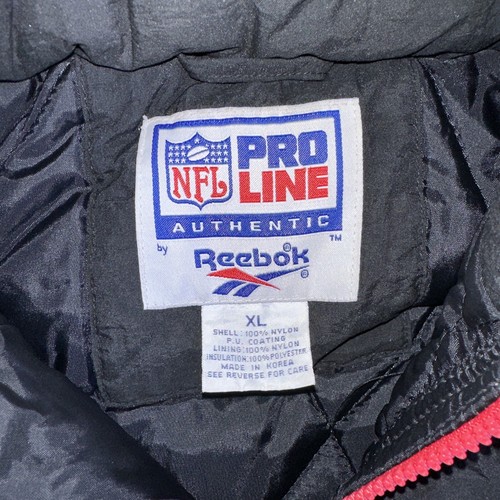 NFL
PRO
LINE
AUTHENTIC
by
TM
Reebok®
®
XL
SHELL: 100% NYLON
P.U. COATING
LINING: 100% NYLON
INSULATION: 100% POLYESTER
MADE IN KOREA
SEE REVERSE FOR CARE